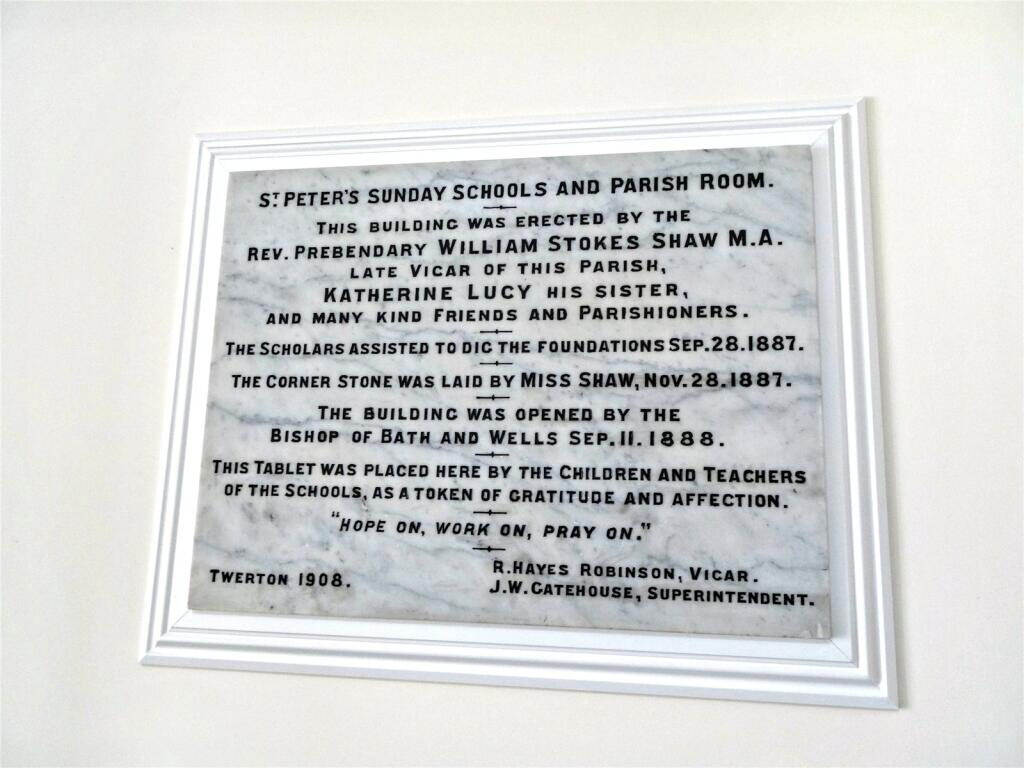 ST. PETER'S SUNDAY SCHOOLS AND PARISH ROOM.
THIS BUILDING WAS ERECTED BY THE
REV. PREBENDARY WILLIAM STOKES SHAW M.A.
LATE VICAR OF THIS PARISH,
KATHERINE LUCY HIS SISTER,
AND MANY KIND FRIENDS AND PARISHIONERS.
THE SCHOLARS ASSISTED TO DIG THE FOUNDATIONS SEP. 28. 1887.
THE CORNER STONE WAS LAID BY MISS SHAW, NOV. 28. 1887.
THE BUILDING WAS OPENED BY THE
BISHOP OF BATH AND WELLS SEP. 11. 1888.
THIS TABLET WAS PLACED HERE BY THE CHILDREN AND TEACHERS
OF THE SCHOOLS, AS A TOKEN OF GRATITUDE AND AFFECTION.
"HOPE ON, WORK ON, PRAY ON."
R. HAYES ROBINSON, VICAR.
TWERTON 1908.
J.W. GATEHOUSE, SUPERINTENDENT.